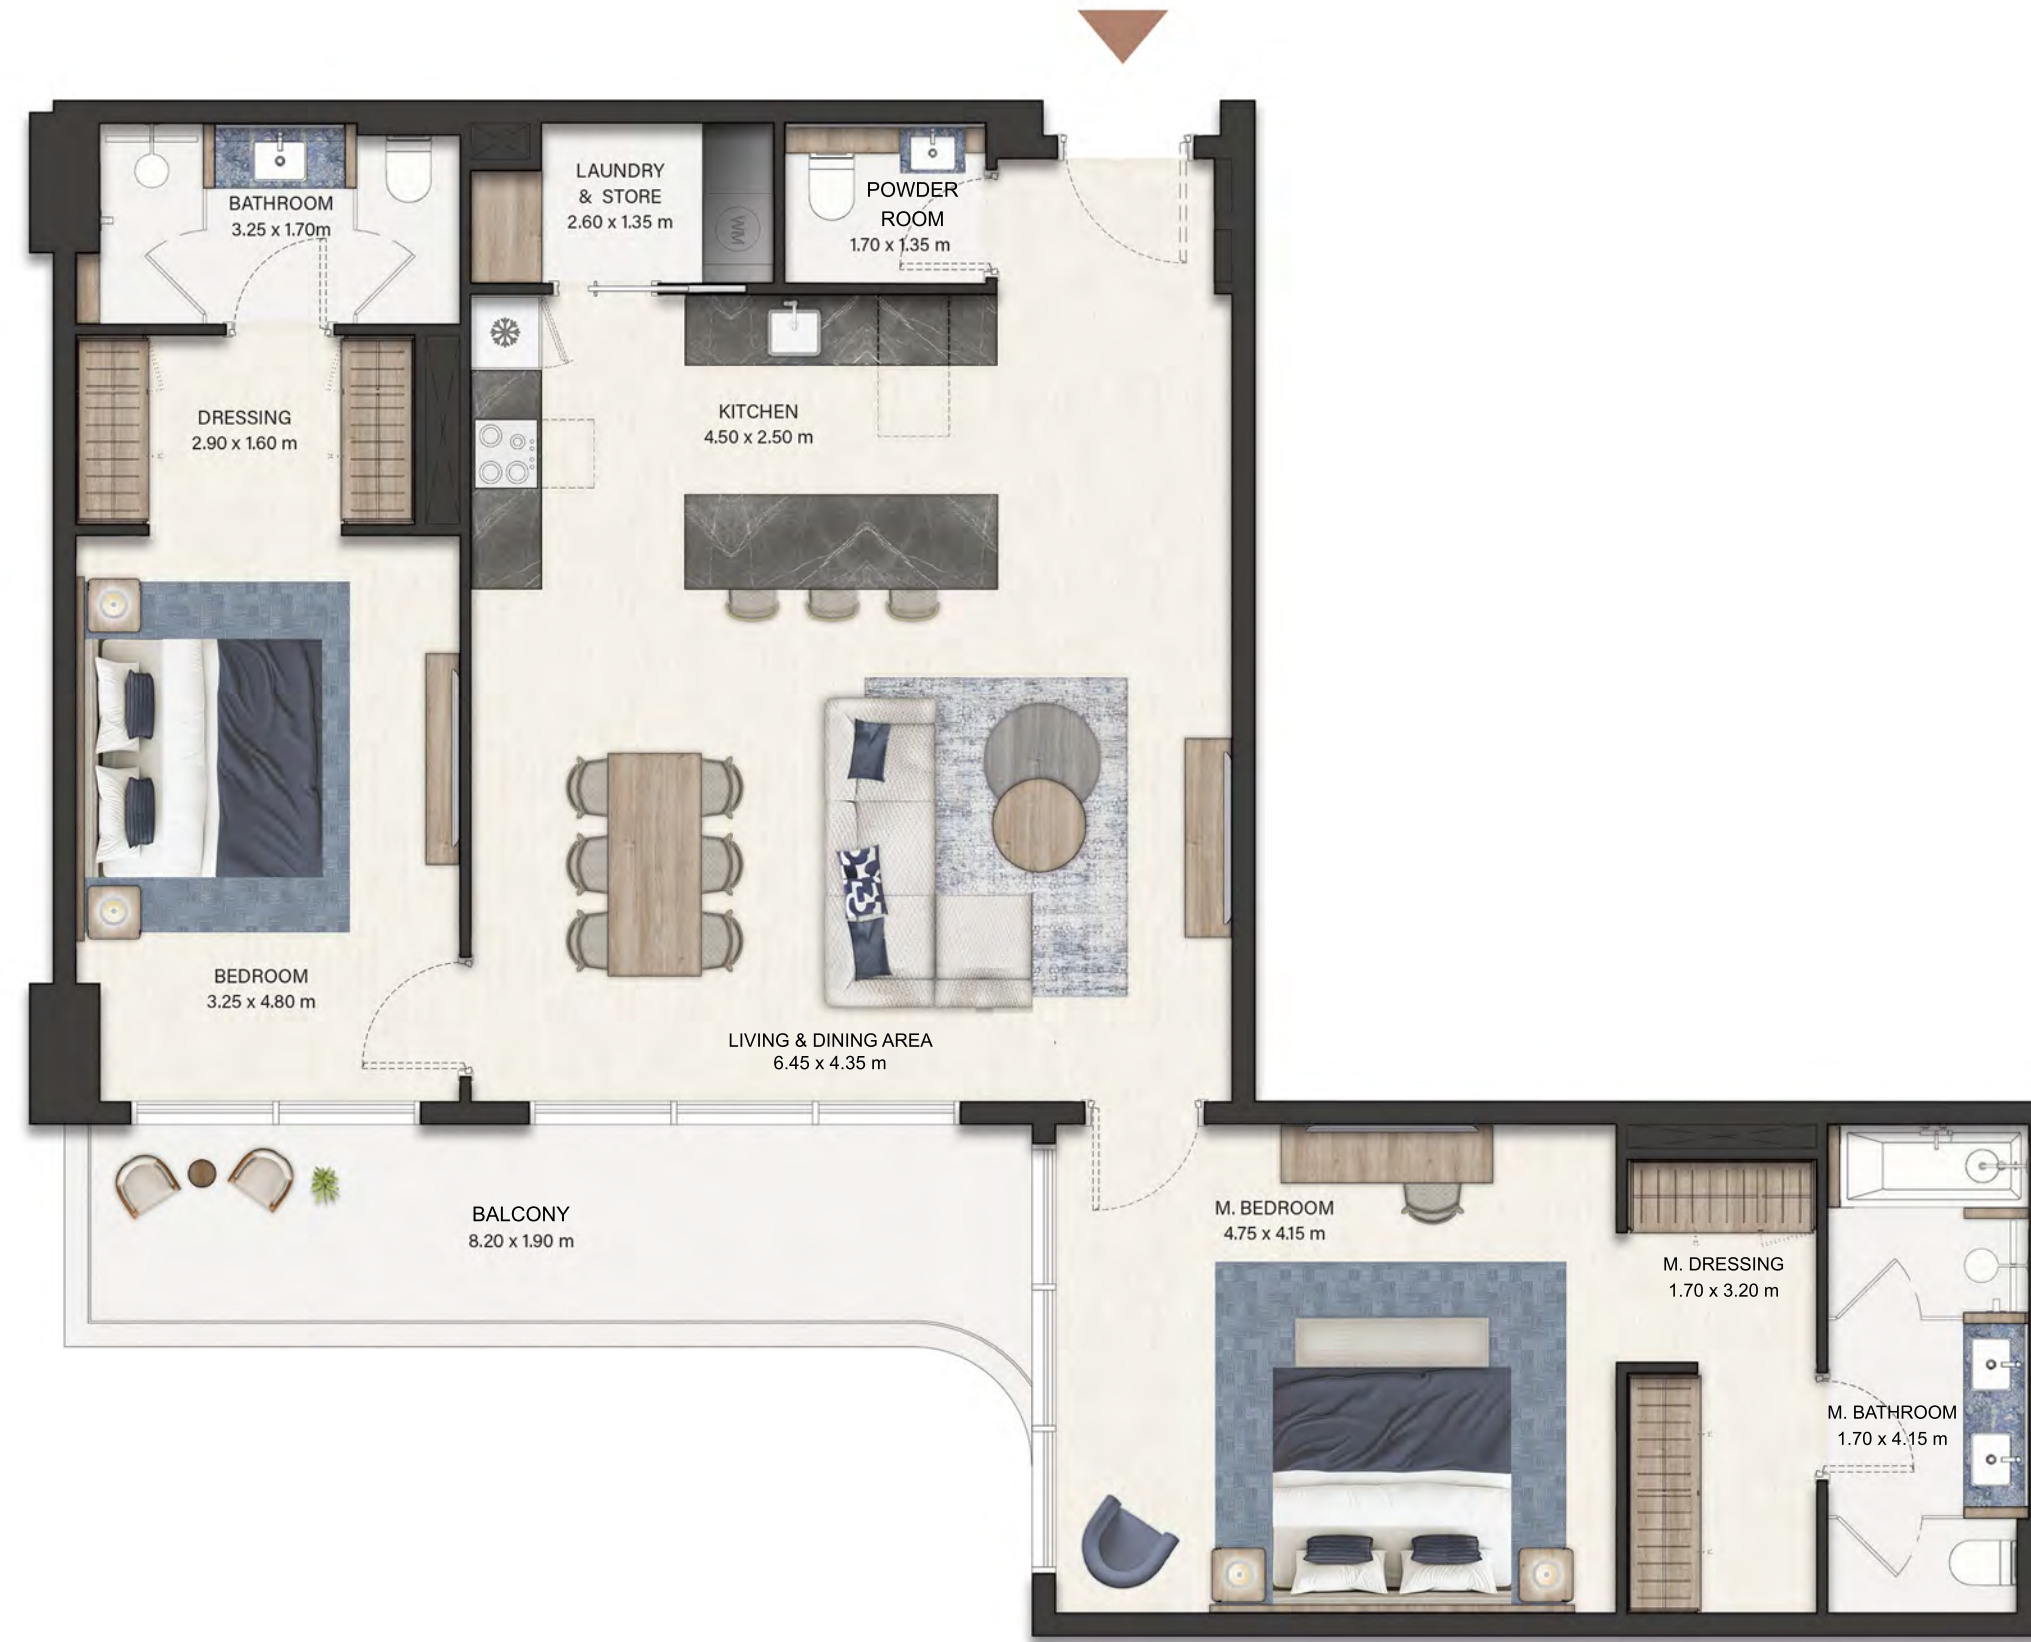 BATHROOM
3.25 x 1.70m
LAUNDRY
& STORE
2.60 x 1.35 m
WM
POWDER
ROOM
1.70 x 1.35 m
DRESSING
2.90 x 1.60 m
KITCHEN
4.50 x 2.50 m
BEDROOM
3.25 x 4.80 m
LIVING & DINING AREA
6.45 x 4.35 m
BALCONY
8.20 x 1.90 m
M. BEDROOM
4.75 x 4.15 m
M. DRESSING
1.70 x 3.20 m
M. BATHROOM
1.70 x 4.15 m